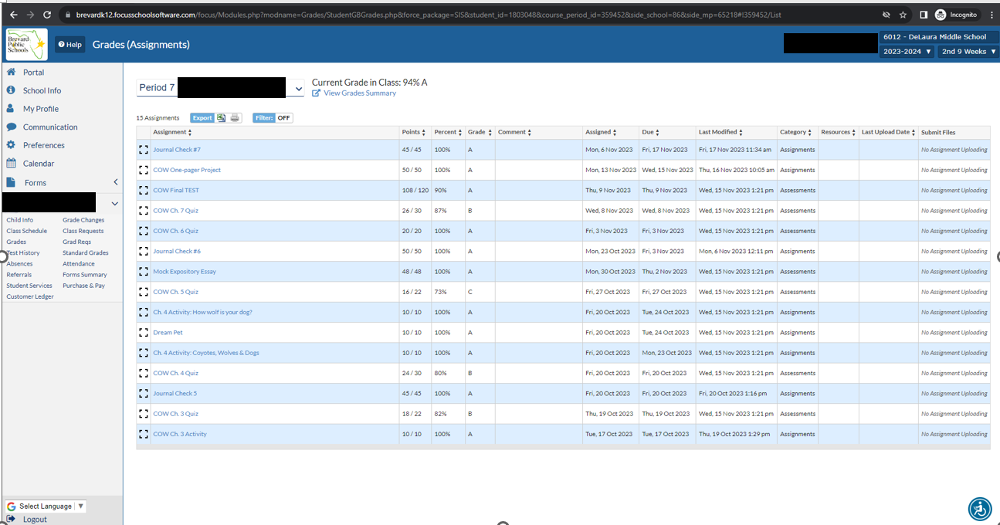 brevardk12.focusschoolsoftware.com/focus/Modules.php?modname=Grades/StudentGBGrades.php&force_package=SIS&student_id=1803048&course_period_id=359452&side_school=86&side_mp=65218#!359452/List
Incognito
Brevard Public Schools
Help
Grades (Assignments)
6012 - DeLaura Middle School
2023-2024 ▼ 2nd 9 Weeks ▼
Portal
School Info
My Profile
Communication
Preferences
Calendar
Forms
Child Info Grade Changes
Class Schedule Class Requests
Grades Grad Reqs
Test History Standard Grades
Absences Attendance
Referrals Forms Summary
Student Services Purchase & Pay
Customer Ledger
Select Language ▼
Logout
Period 7
Current Grade in Class: 94% A
View Grades Summary
15 Assignments Export Filter: OFF
Assignment Points Percent Grade Comment Assigned Due Last Modified Category Resources Last Upload Date Submit Files
Journal Check #7 45 / 45 100% A Mon, 6 Nov 2023 Fri, 17 Nov 2023 Fri, 17 Nov 2023 11:34 am Assignments No Assignment Uploading
COW One-pager Project 50 / 50 100% A Mon, 13 Nov 2023 Wed, 15 Nov 2023 Thu, 16 Nov 2023 10:05 am Assignments No Assignment Uploading
COW Final TEST 108 / 120 90% A Thu, 9 Nov 2023 Thu, 9 Nov 2023 Wed, 15 Nov 2023 1:21 pm Assessments No Assignment Uploading
COW Ch. 7 Quiz 26 / 30 87% B Wed, 8 Nov 2023 Wed, 8 Nov 2023 Wed, 15 Nov 2023 1:21 pm Assessments No Assignment Uploading
COW Ch. 6 Quiz 20 / 20 100% A Fri, 3 Nov 2023 Fri, 3 Nov 2023 Wed, 15 Nov 2023 1:21 pm Assessments No Assignment Uploading
Journal Check #6 50 / 50 100% A Mon, 23 Oct 2023 Fri, 3 Nov 2023 Mon, 6 Nov 2023 12:11 pm Assignments No Assignment Uploading
Mock Expository Essay 48 / 48 100% A Mon, 30 Oct 2023 Thu, 2 Nov 2023 Wed, 15 Nov 2023 1:21 pm Assessments No Assignment Uploading
COW Ch. 5 Quiz 16 / 22 73% C Fri, 27 Oct 2023 Fri, 27 Oct 2023 Wed, 15 Nov 2023 1:21 pm Assessments No Assignment Uploading
Ch. 4 Activity: How wolf is your dog? 10 / 10 100% A Fri, 20 Oct 2023 Tue, 24 Oct 2023 Wed, 15 Nov 2023 1:21 pm Assignments No Assignment Uploading
Dream Pet 10 / 10 100% A Fri, 20 Oct 2023 Tue, 24 Oct 2023 Wed, 15 Nov 2023 1:21 pm Assignments No Assignment Uploading
Ch. 4 Activity: Coyotes, Wolves & Dogs 10 / 10 100% A Fri, 20 Oct 2023 Mon, 23 Oct 2023 Wed, 15 Nov 2023 1:21 pm Assignments No Assignment Uploading
COW Ch. 4 Quiz 24 / 30 80% B Fri, 20 Oct 2023 Fri, 20 Oct 2023 Wed, 15 Nov 2023 1:21 pm Assessments No Assignment Uploading
Journal Check 5 45 / 45 100% A Fri, 20 Oct 2023 Fri, 20 Oct 2023 Fri, 20 Oct 2023 1:16 pm Assignments No Assignment Uploading
COW Ch. 3 Quiz 18 / 22 82% B Thu, 19 Oct 2023 Thu, 19 Oct 2023 Wed, 15 Nov 2023 1:21 pm Assessments No Assignment Uploading
COW Ch. 3 Activity 10 / 10 100% A Tue, 17 Oct 2023 Tue, 17 Oct 2023 Thu, 19 Oct 2023 1:29 pm Assignments No Assignment Uploading